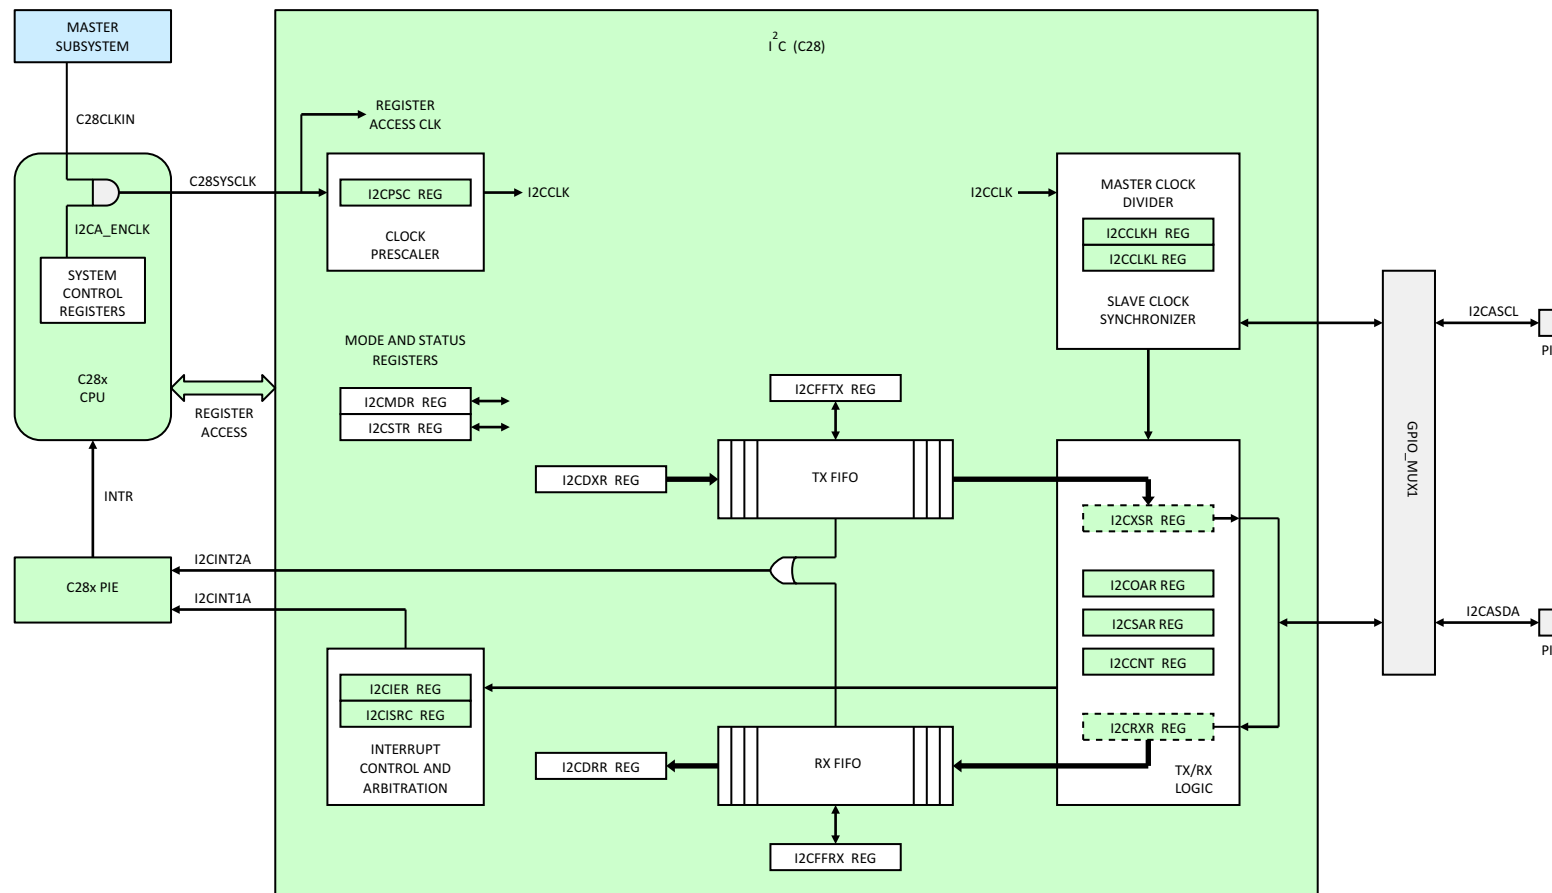 MASTER
SUBSYSTEM
I2C (C28)
REGISTER
ACCESS CLK
C28CLKIN
C28SYSCLK
I2CPSC REG
I2CCLK
CLOCK
PRESCALER
I2CCLK
MASTER CLOCK
DIVIDER
I2CCLKH REG
I2CCLKL REG
SLAVE CLOCK
SYNCHRONIZER
I2CA_ENCLK
SYSTEM
CONTROL
REGISTERS
C28x
CPU
REGISTER
ACCESS
MODE AND STATUS
REGISTERS
I2CMDR REG
I2CSTR REG
I2CFFTX REG
I2CDXR REG
TX FIFO
I2CXSR REG
I2COAR REG
I2CSAR REG
I2CCNT REG
I2CRXR REG
TX/RX
LOGIC
GPIO_MUX1
I2CASCL
PI
I2CASDA
PI
INTR
C28x PIE
I2CINT2A
I2CINT1A
I2CIER REG
I2CISRC REG
INTERRUPT
CONTROL AND
ARBITRATION
I2CDRR REG
RX FIFO
I2CFFRX REG